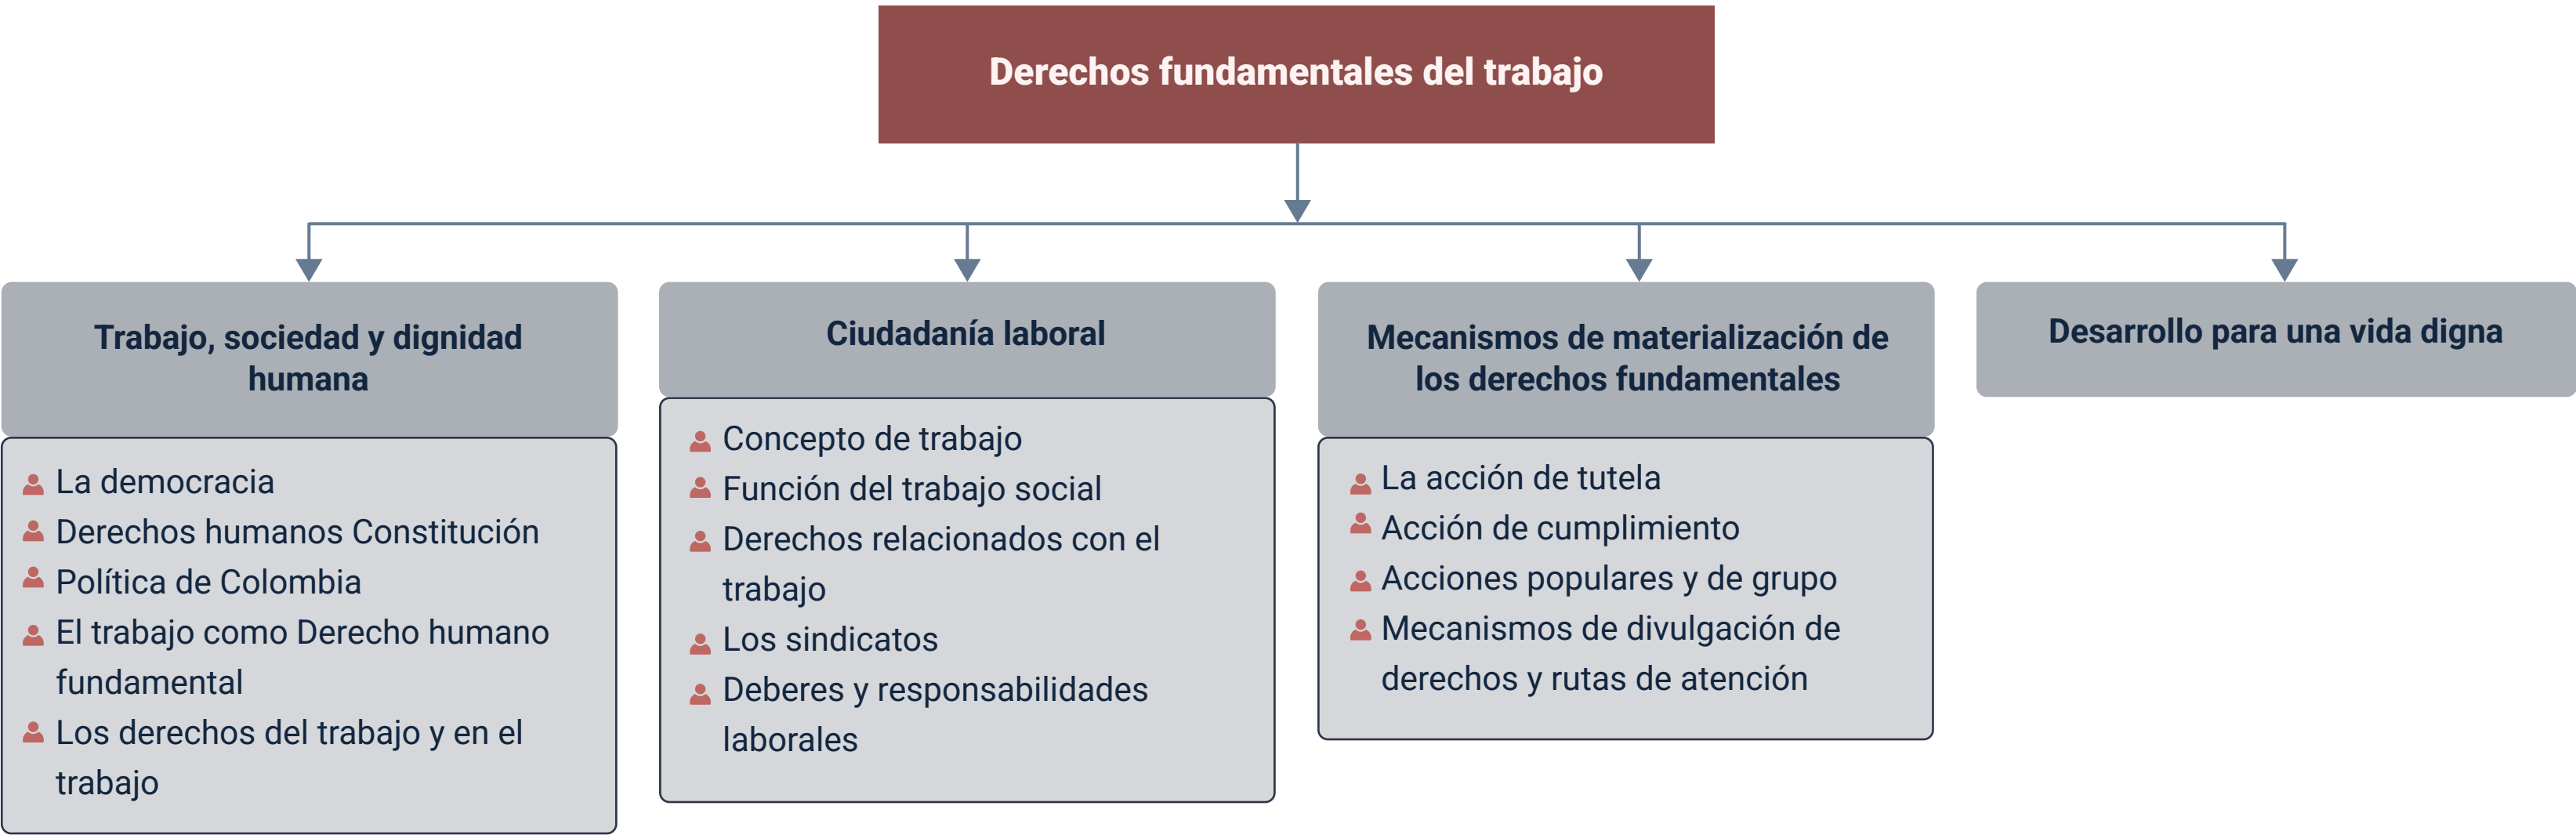 Derechos fundamentales del trabajo
Trabajo, sociedad y dignidad
humana
La democracia
Derechos humanos Constitución
Política de Colombia
El trabajo como Derecho humano
fundamental
Los derechos del trabajo y en el
trabajo
Ciudadanía laboral
Concepto de trabajo
Función del trabajo social
Derechos relacionados con el
trabajo
Los sindicatos
Deberes y responsabilidades
laborales
Mecanismos de materialización de
los derechos fundamentales
La acción de tutela
Acción de cumplimiento
Acciones populares y de grupo
Mecanismos de divulgación de
derechos y rutas de atención
Desarrollo para una vida digna